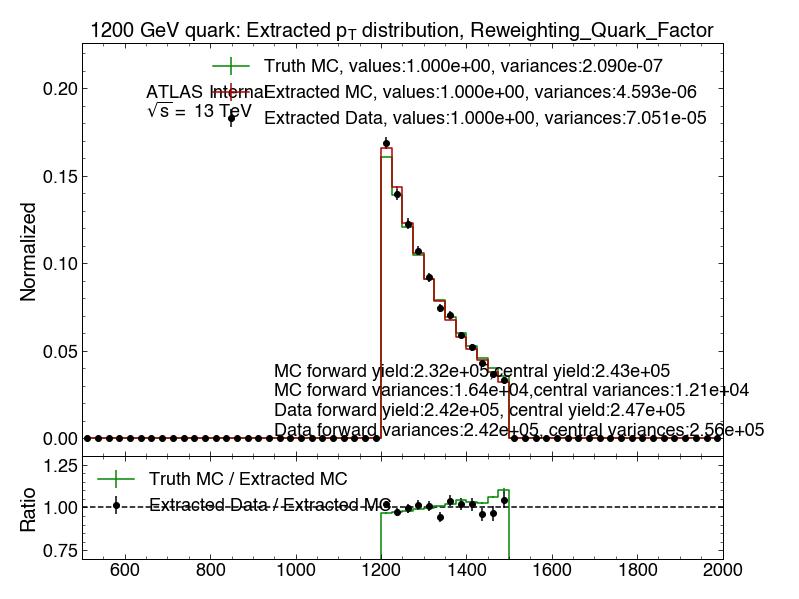 1200 GeV quark: Extracted pT distribution, Reweighting_Quark_Factor
Truth MC, values:1.000e+00, variances:2.090e-07
ATLAS Internal
Extracted MC, values:1.000e+00, variances:4.593e-06
√s = 13 TeV
Extracted Data, values:1.000e+00, variances:7.051e-05
Normalized
0.20
0.15
0.10
0.05
0.00
MC forward yield:2.32e+05,central yield:2.43e+05
MC forward variances:1.64e+04,central variances:1.21e+04
Data forward yield:2.42e+05, central yield:2.47e+05
Data forward variances:2.42e+05, central variances:2.56e+05
Ratio
1.25
1.00
0.75
Truth MC / Extracted MC
Extracted Data / Extracted MC
600 800 1000 1200 1400 1600 1800 2000